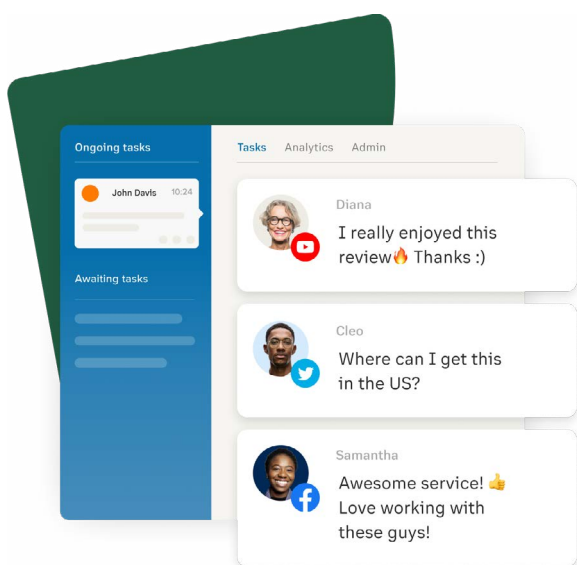 Ongoing tasks
John Davis 10:24
Awaiting tasks
Tasks Analytics Admin
Diana
I really enjoyed this
review🔥 Thanks :)
Cleo
Where can I get this
in the US?
Samantha
Awesome service! 👍
Love working with
these guys!